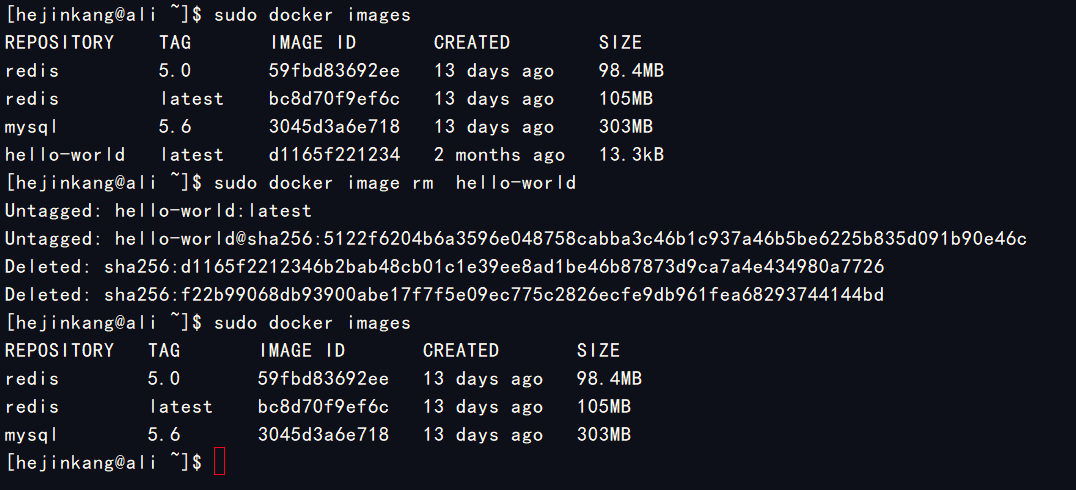 [hejinkang@ali ~]$ sudo docker images
REPOSITORY    TAG       IMAGE ID       CREATED        SIZE
redis         5.0       59fbd83692ee   13 days ago    98.4MB
redis         latest    bc8d70f9ef6c   13 days ago    105MB
mysql         5.6       3045d3a6e718   13 days ago    303MB
hello-world   latest    d1165f221234   2 months ago   13.3kB
[hejinkang@ali ~]$ sudo docker image rm  hello-world
Untagged: hello-world:latest
Untagged: hello-world@sha256:5122f6204b6a3596e048758cabba3c46b1c937a46b5be6225b835d091b90e46c
Deleted: sha256:d1165f2212346b2bab48cb01c1e39ee8ad1be46b87873d9ca7a4e434980a7726
Deleted: sha256:f22b99068db93900abe17f7f5e09ec775c2826ecfe9db961fea68293744144bd
[hejinkang@ali ~]$ sudo docker images
REPOSITORY   TAG       IMAGE ID       CREATED       SIZE
redis        5.0       59fbd83692ee   13 days ago   98.4MB
redis        latest    bc8d70f9ef6c   13 days ago   105MB
mysql        5.6       3045d3a6e718   13 days ago   303MB
[hejinkang@ali ~]$